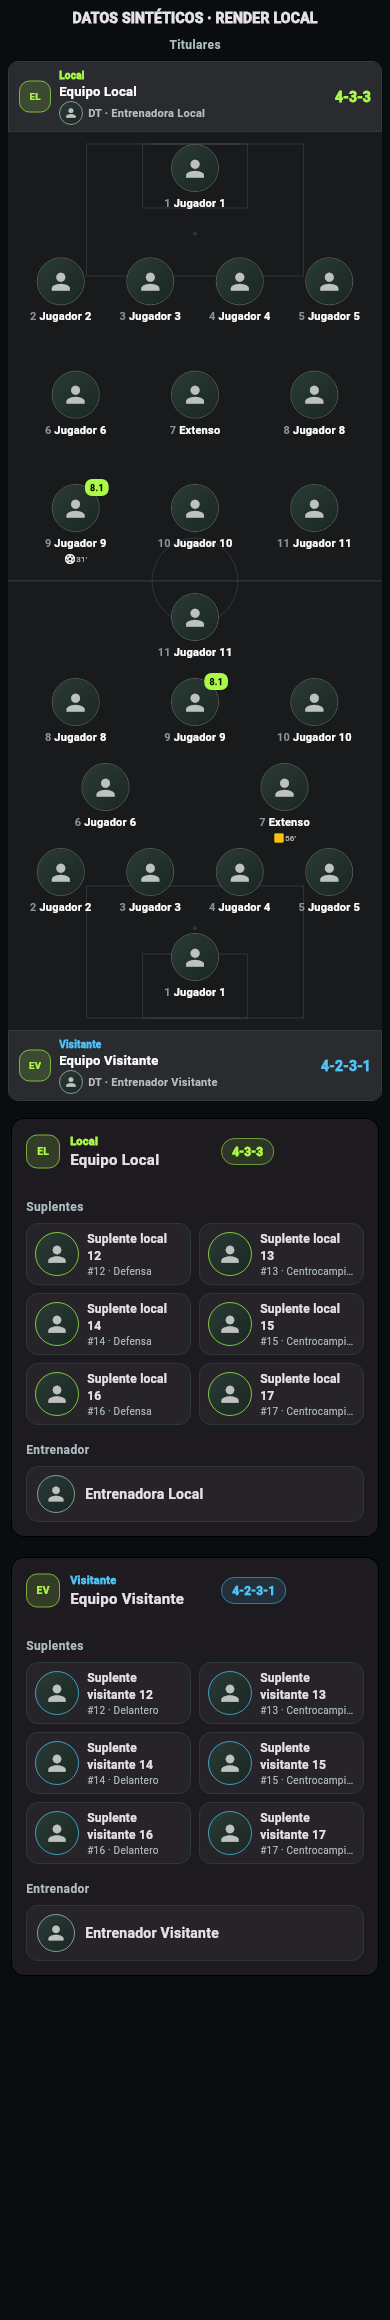 DATOS SINTÉTICOS · RENDER LOCAL
Titulares
Local
EL
Equipo Local
4-3-3
DT · Entrenadora Local
1 Jugador 1
2 Jugador 2
3 Jugador 3
4 Jugador 4
5 Jugador 5
6 Jugador 6
7 Extenso
8 Jugador 8
8.1
9 Jugador 9
10 Jugador 10
11 Jugador 11
31'
11 Jugador 11
8.1
8 Jugador 8
9 Jugador 9
10 Jugador 10
6 Jugador 6
7 Extenso
56'
2 Jugador 2
3 Jugador 3
4 Jugador 4
5 Jugador 5
1 Jugador 1
Visitante
EV
Equipo Visitante
4-2-3-1
DT · Entrenador Visitante
EL
Local
Equipo Local
4-3-3
Suplentes
Suplente local
12
#12 · Defensa
Suplente local
13
#13 · Centrocampi...
Suplente local
14
#14 · Defensa
Suplente local
15
#15 · Centrocampi...
Suplente local
16
#16 · Defensa
Suplente local
17
#17 · Centrocampi...
Entrenador
Entrenadora Local
EV
Visitante
Equipo Visitante
4-2-3-1
Suplentes
Suplente
visitante 12
#12 · Delantero
Suplente
visitante 13
#13 · Centrocampi...
Suplente
visitante 14
#14 · Delantero
Suplente
visitante 15
#15 · Centrocampi...
Suplente
visitante 16
#16 · Delantero
Suplente
visitante 17
#17 · Centrocampi...
Entrenador
Entrenador Visitante